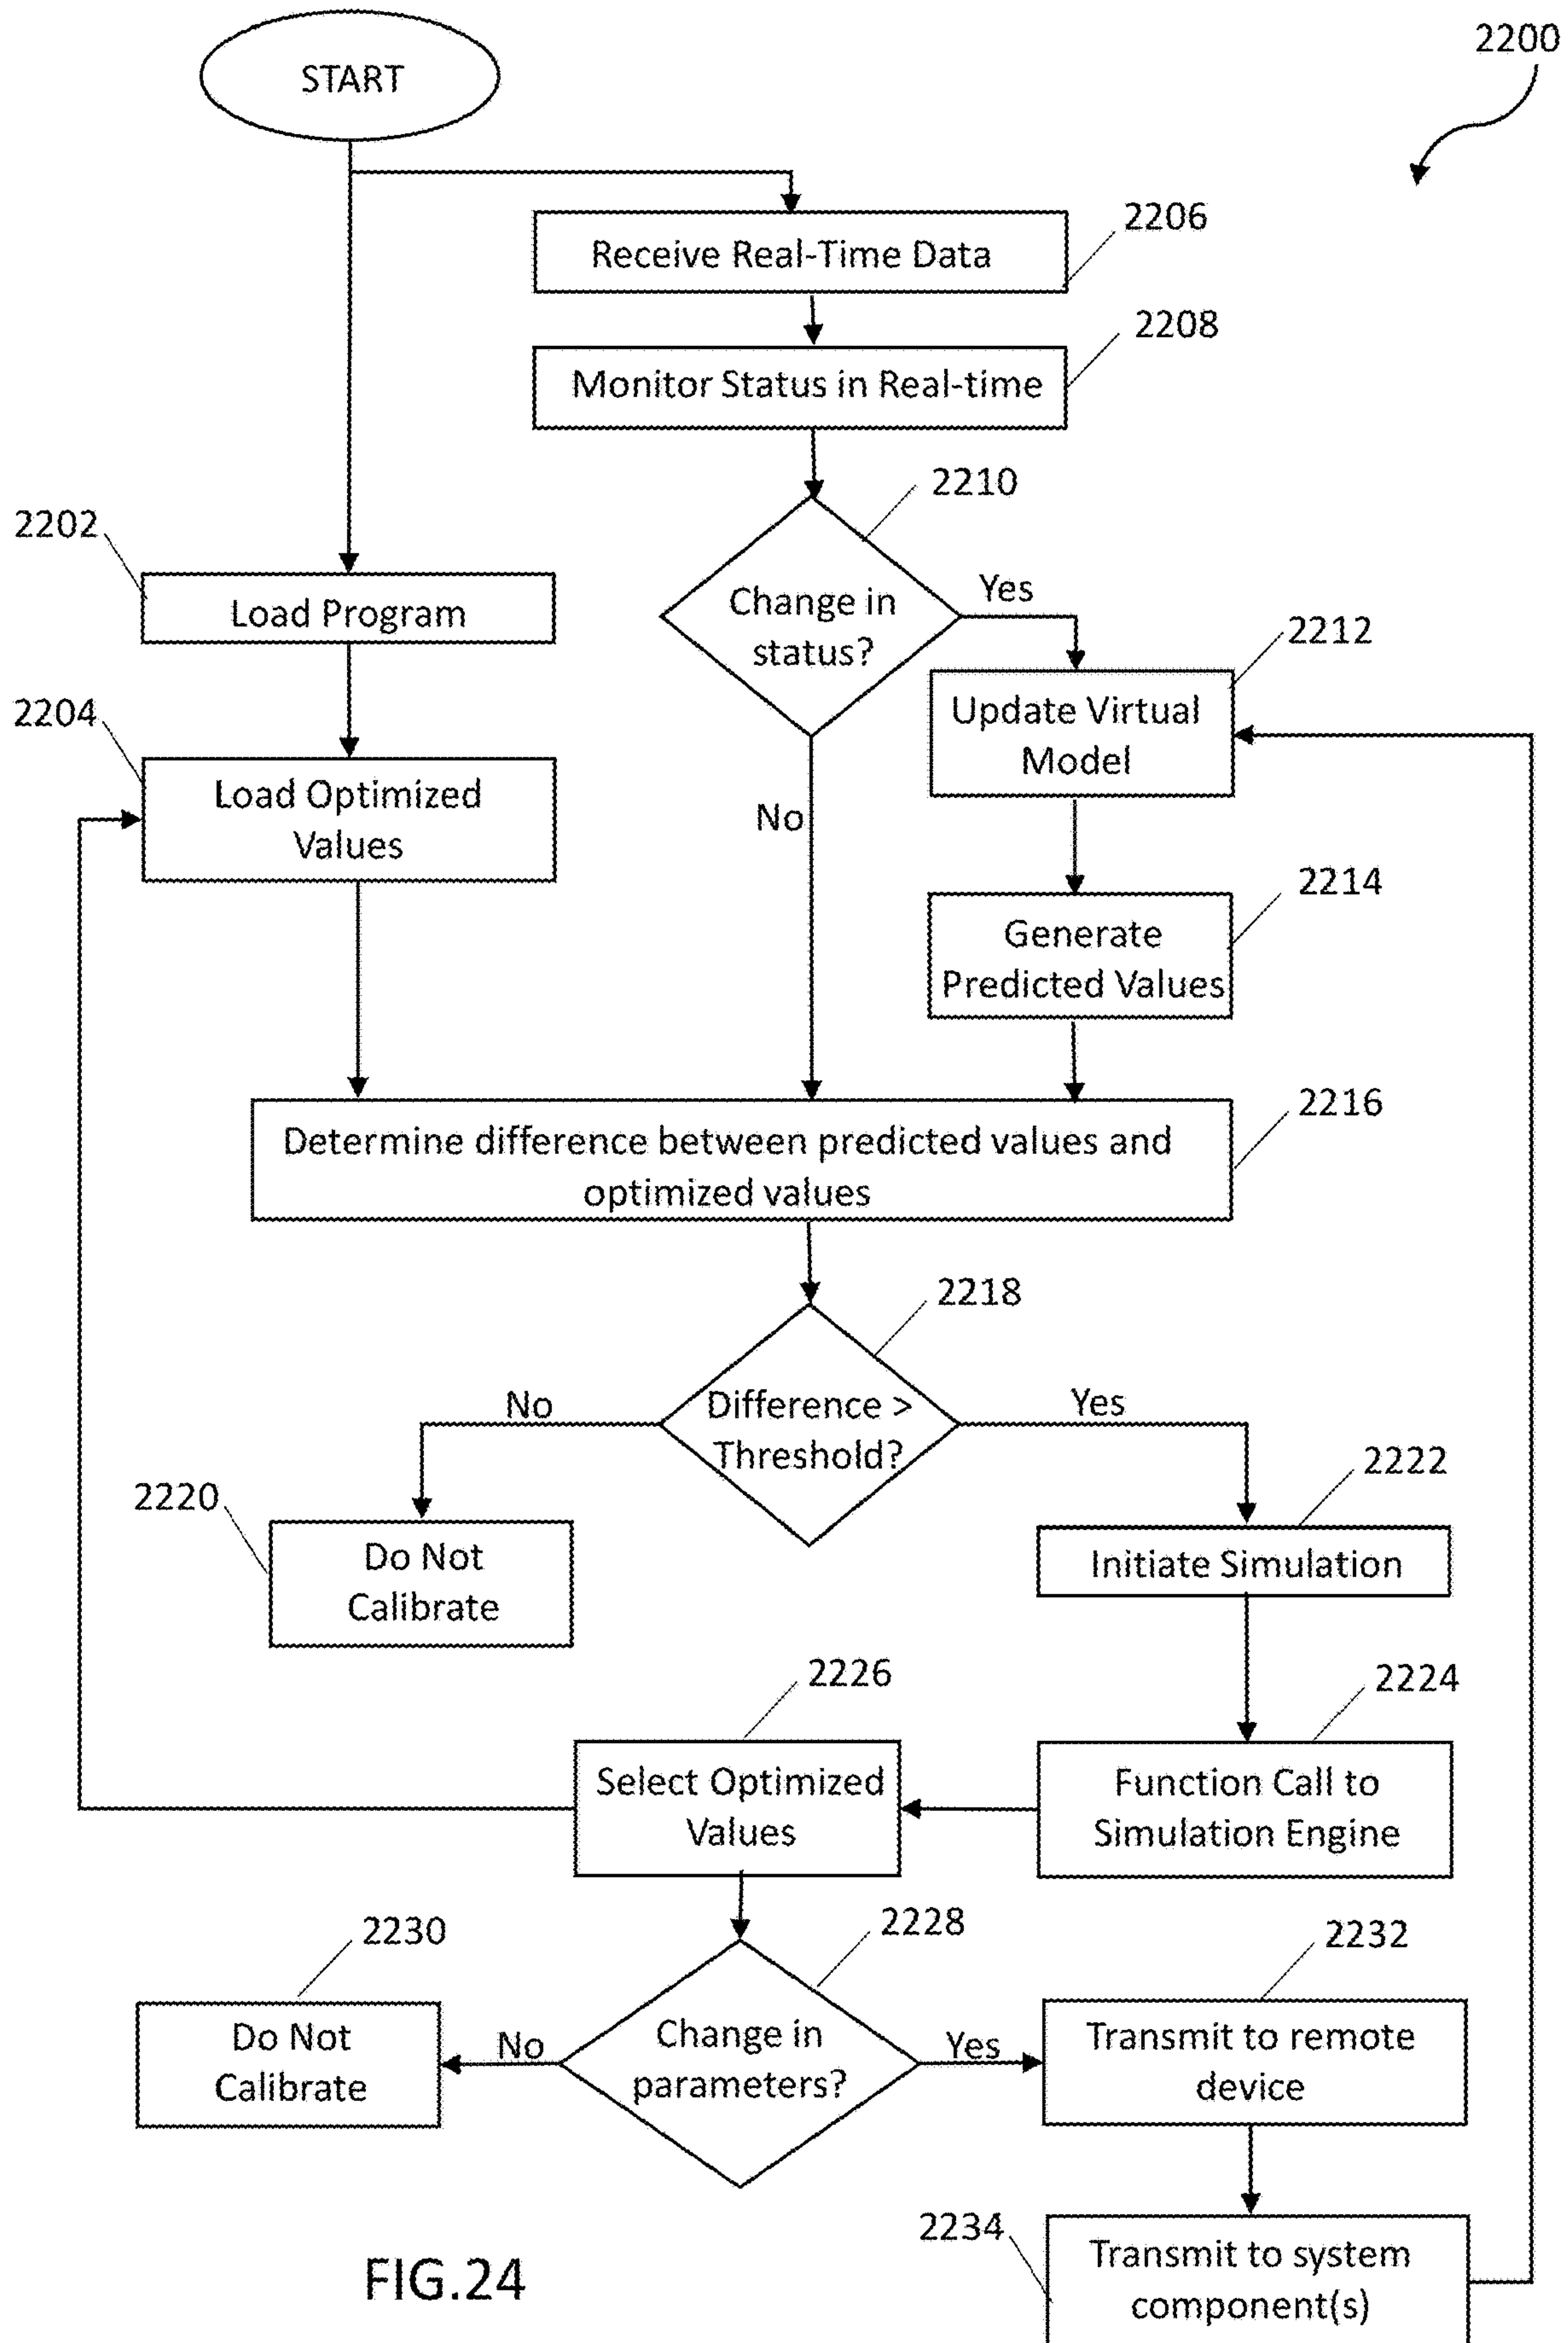 START
2200
Receive Real-Time Data
2206
Monitor Status in Real-time
2208
2210
Change in
status?
Yes
No
2202
Load Program
2204
Load Optimized
Values
2212
Update Virtual
Model
2214
Generate
Predicted Values
2216
Determine difference between predicted values and
optimized values
2218
Difference >
Threshold?
No
Yes
2220
Do Not
Calibrate
2222
Initiate Simulation
2224
Function Call to
Simulation Engine
2226
Select Optimized
Values
2228
Change in
parameters?
No
Yes
2230
Do Not
Calibrate
2232
Transmit to remote
device
2234
Transmit to system
component(s)
FIG.24